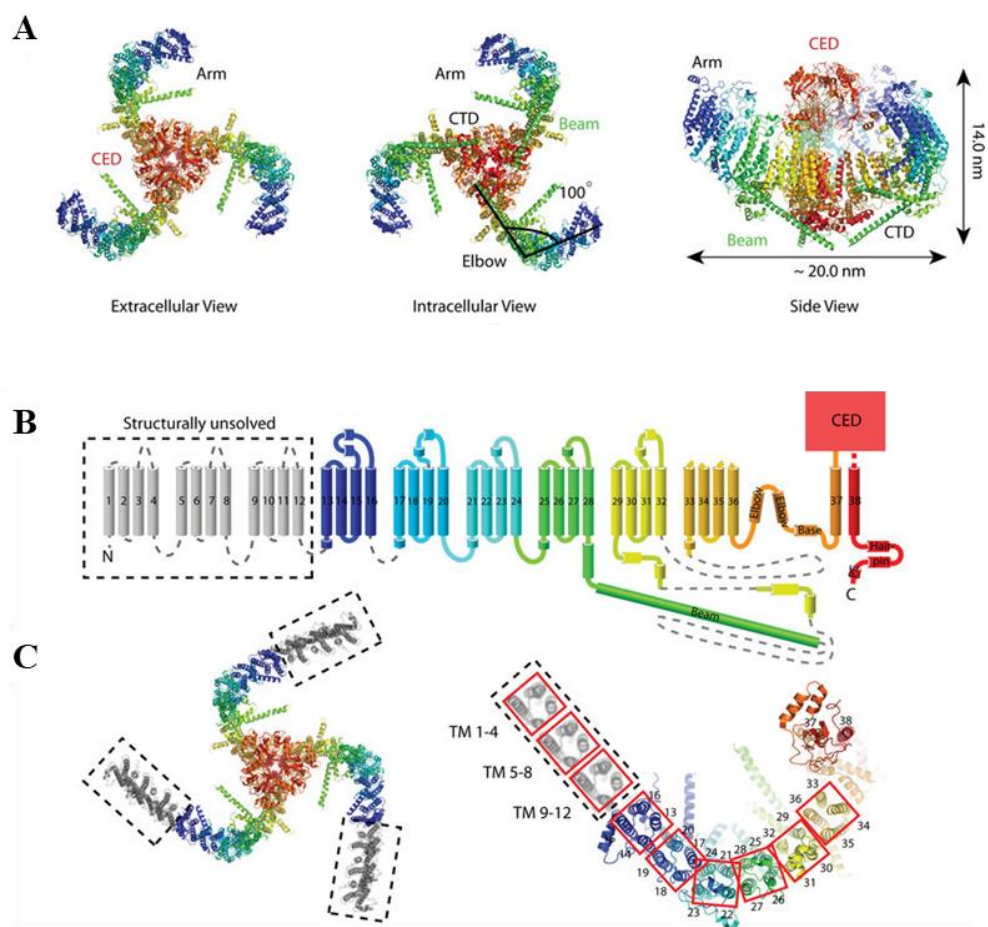 A
Arm
CED
Extracellular View
Arm
CTD
Beam
100°
Elbow
Intracellular View
CED
Arm
14.0 nm
Beam
CTD
~ 20.0 nm
Side View
B
Structurally unsolved
CED
1 2 3 4 5 6 7 8 9 10 11 12 13 14 15 16 17 18 19 20 21 22 23 24 25 26 27 28 29 30 31 32 33 34 35 36 37 38
Elbow
Elbow
Base
Hair
pin
N
C
Beam
C
TM 1-4
TM 5-8
TM 9-12
37
38
16
13
14
20
17
19
18
24
21
23
22
28
25
27
26
32
29
31
30
36
33
35
34